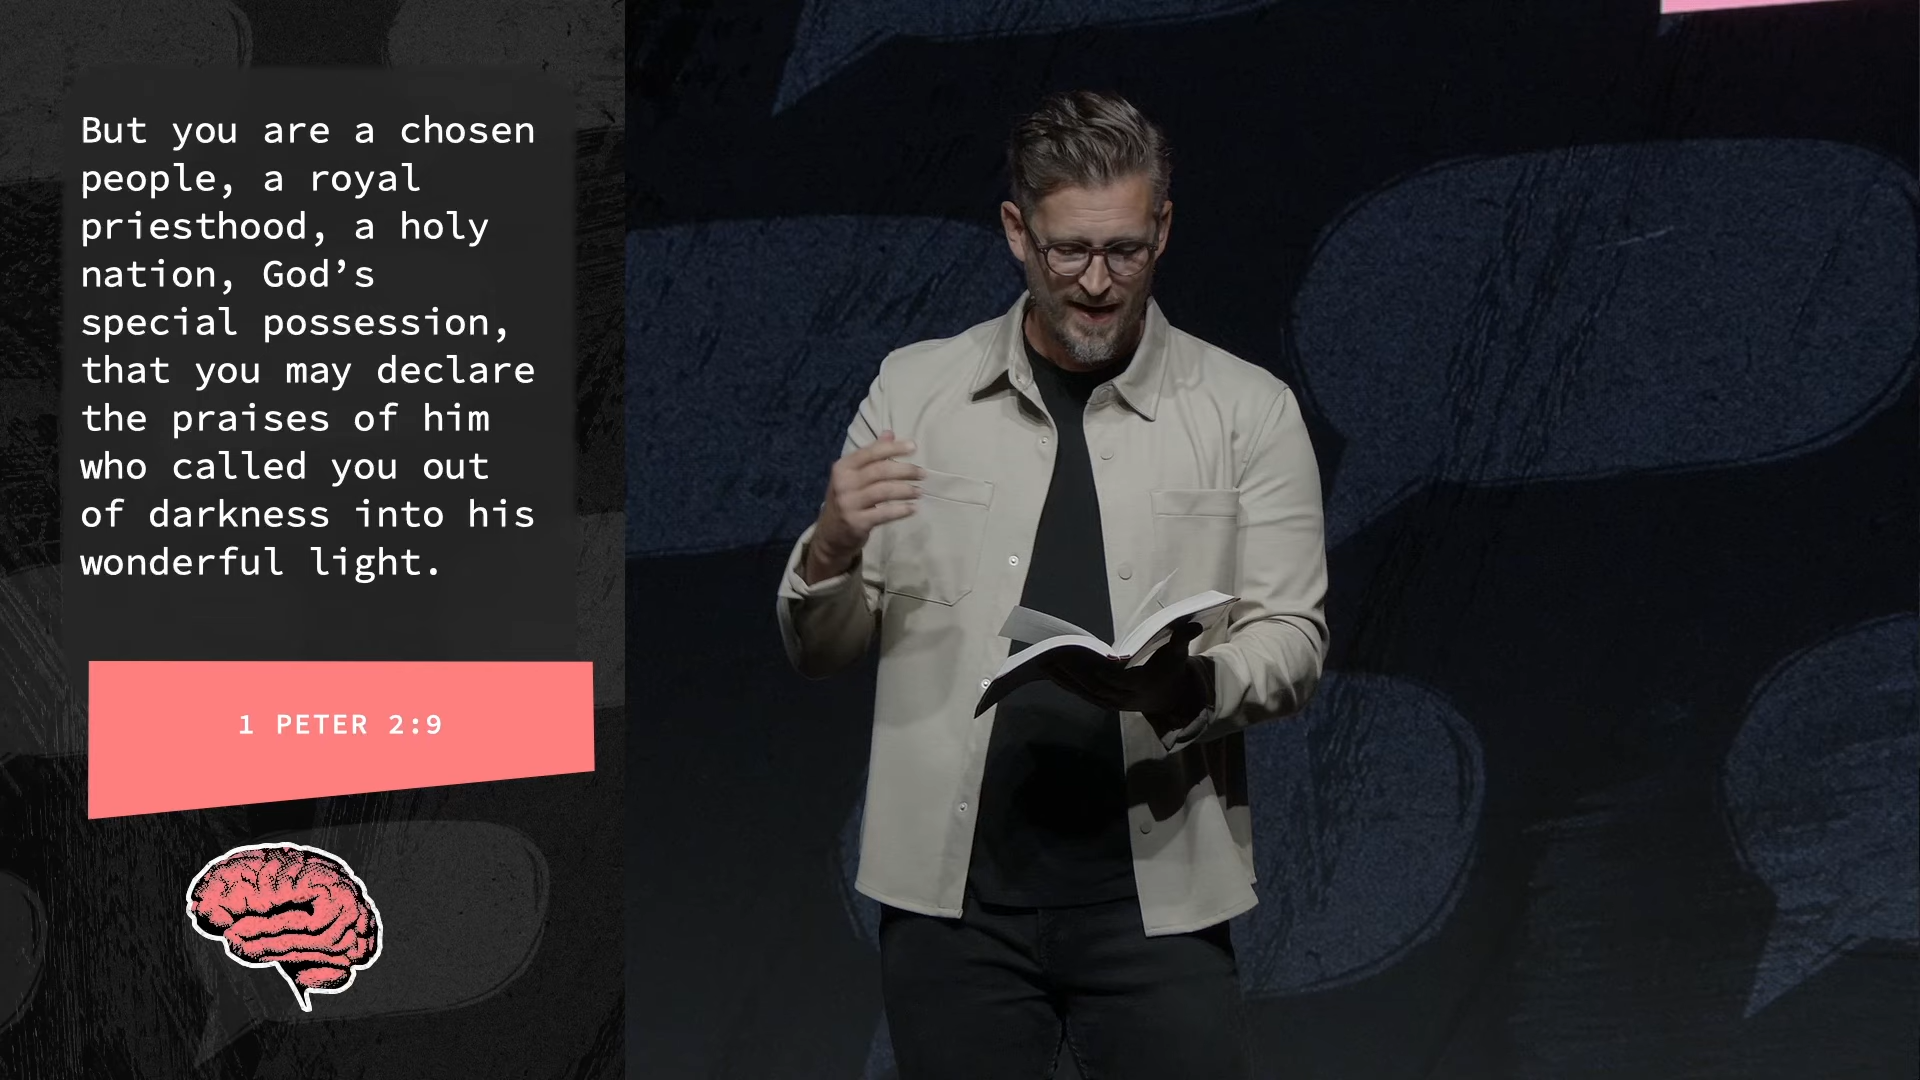 But you are a chosen
people, a royal
priesthood, a holy
nation, God’s
special possession,
that you may declare
the praises of him
who called you out
of darkness into his
wonderful light.
1 PETER 2:9